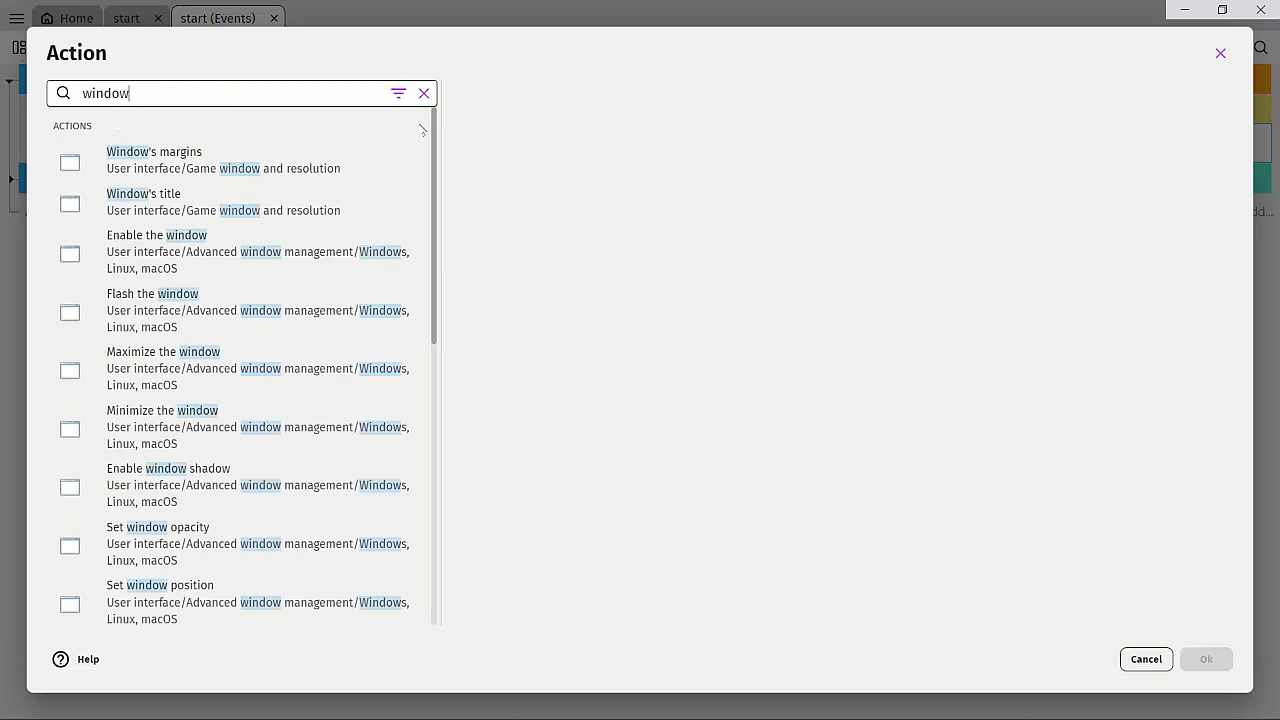 Home
start
start (Events)
Action
window
ACTIONS
Window's margins
User interface/Game window and resolution
Window's title
User interface/Game window and resolution
Enable the window
User interface/Advanced window management/Windows,
Linux, macOS
Flash the window
User interface/Advanced window management/Windows,
Linux, macOS
Maximize the window
User interface/Advanced window management/Windows,
Linux, macOS
Minimize the window
User interface/Advanced window management/Windows,
Linux, macOS
Enable window shadow
User interface/Advanced window management/Windows,
Linux, macOS
Set window opacity
User interface/Advanced window management/Windows,
Linux, macOS
Set window position
User interface/Advanced window management/Windows,
Linux, macOS
Help
Cancel
Ok